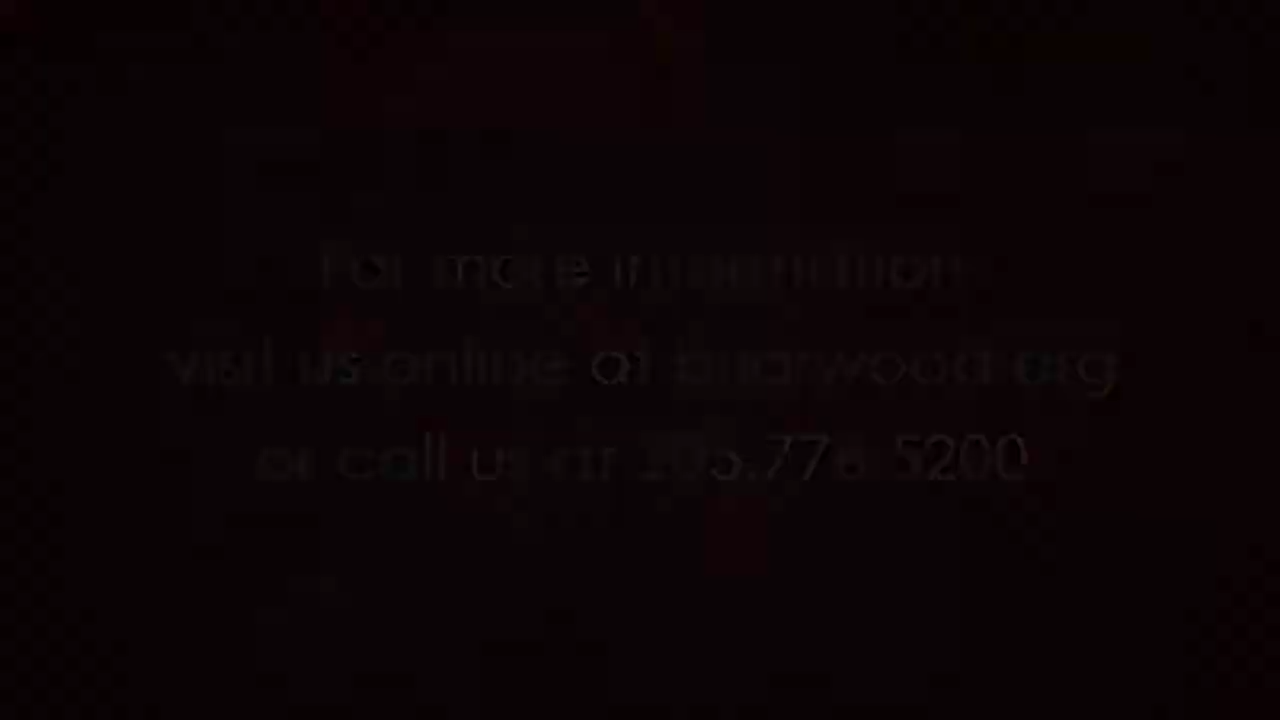 For more information
visit us online at briarwood.org
or call us at 205.776.5200